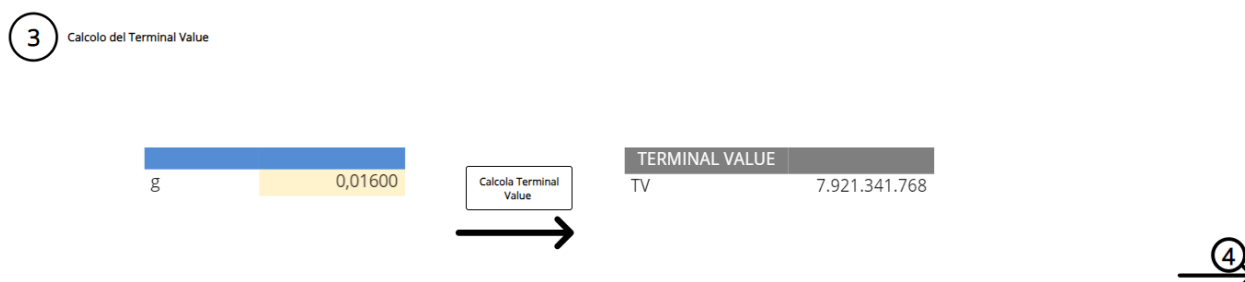 3 Calcolo del Terminal Value
g 0,01600
Calcola Terminal
Value
TERMINAL VALUE
TV 7.921.341.768
4